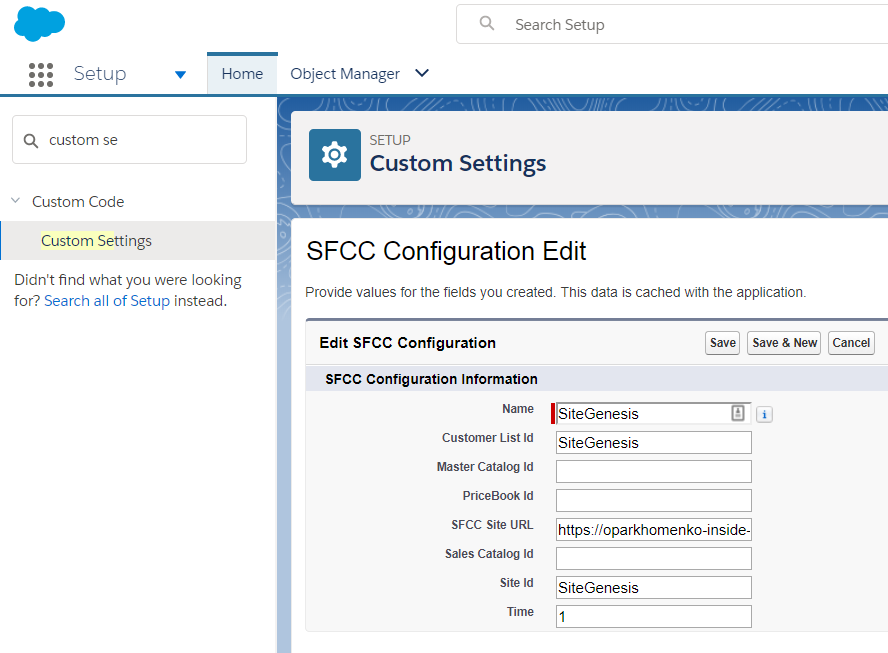 Search Setup
Setup
Home
Object Manager
custom se
Custom Code
Custom Settings
Didn't find what you were looking
for? Search all of Setup instead.
SETUP
Custom Settings
SFCC Configuration Edit
Provide values for the fields you created. This data is cached with the application.
Edit SFCC Configuration
Save
Save & New
Cancel
SFCC Configuration Information
Name SiteGenesis
Customer List Id SiteGenesis
Master Catalog Id
PriceBook Id
SFCC Site URL https://oparkhomenko-inside-
Sales Catalog Id
Site Id SiteGenesis
Time 1